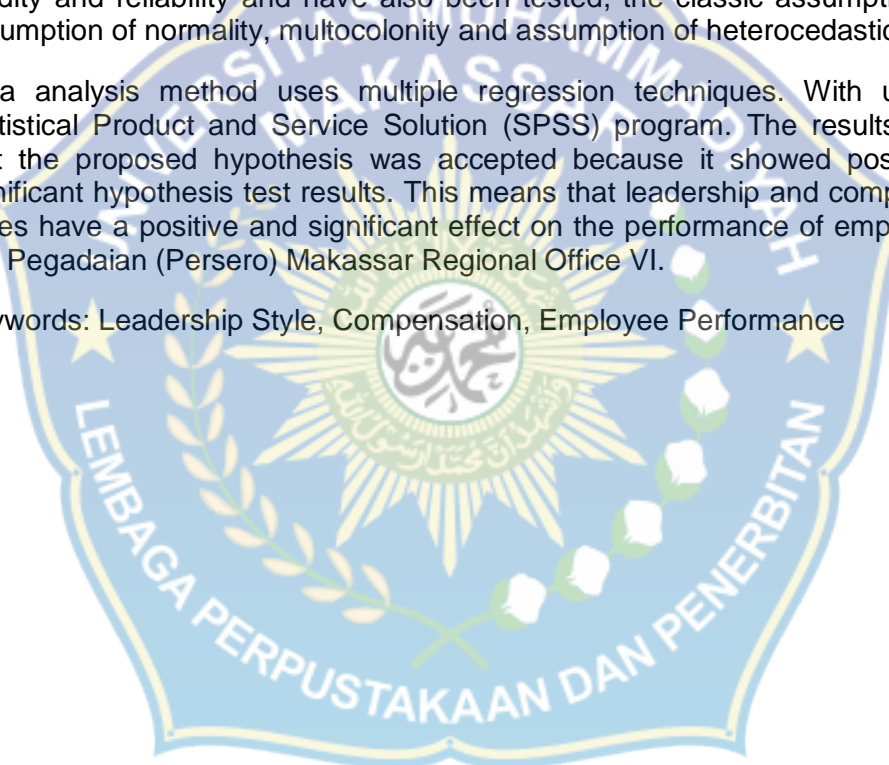 dity and reliability and have also been tested, the classic assumpti
umption of normality, multocolonity and assumption of heterocedastic
a analysis method uses multiple regression techniques. With u
tistical Product and Service Solution (SPSS) program. The results
t the proposed hypothesis was accepted because it showed pos
nificant hypothesis test results. This means that leadership and comp
es have a positive and significant effect on the performance of emp
Pegadaian (Persero) Makassar Regional Office VI.
ywords: Leadership Style, Compensation, Employee Performance
UNIVERSITAS MUHAMMADIYAH
MAKASSAR
LEMBAGA PERPUSTAKAAN DAN PENERBITAN